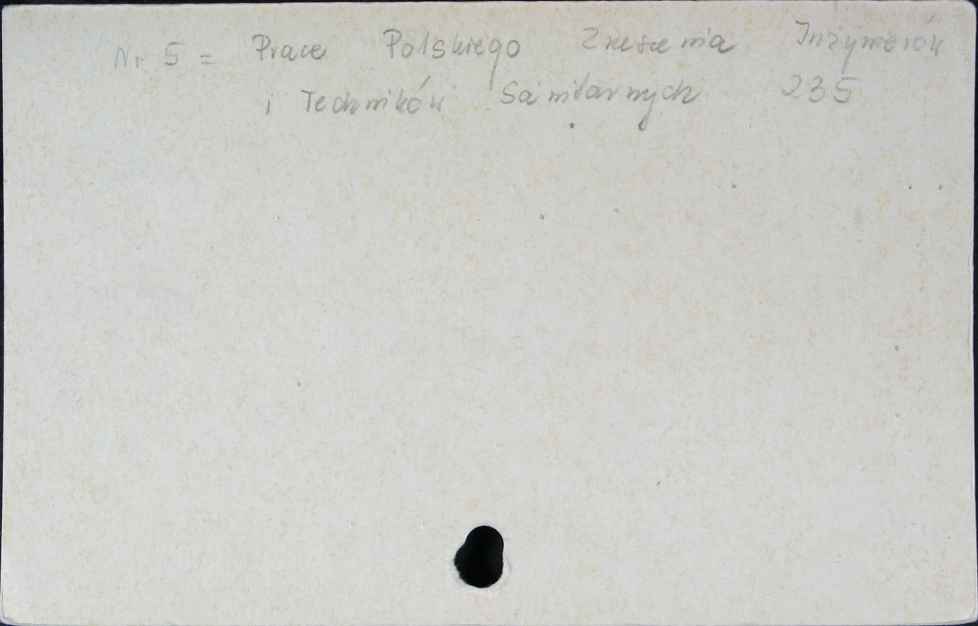 Nr 5 = Prace Polskiego Zrzeszenia Inżynierów
i Techników Sanitarnych 235